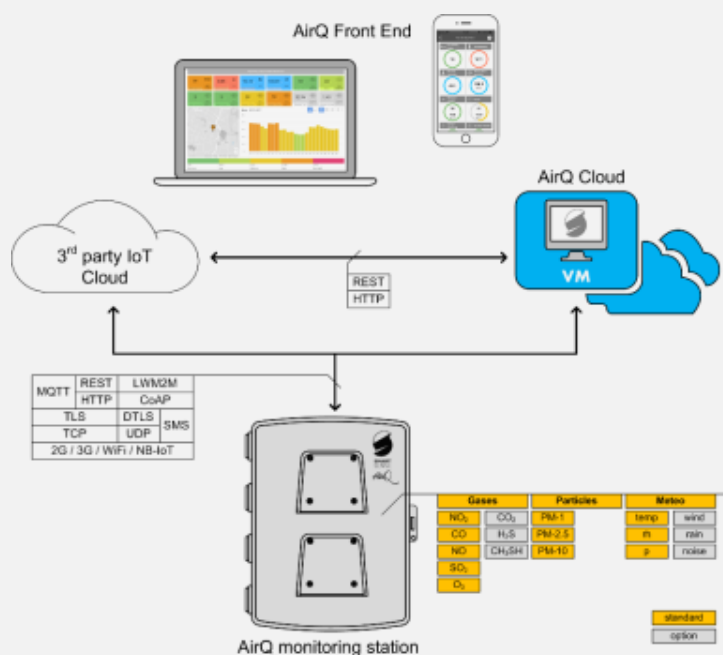 AirQ Front End
AirQ Cloud
3rd party IoT
Cloud
VM
REST
HTTP
MQTT
REST
LWM2M
HTTP
CoAP
TLS
DTLS
SMS
TCP
UDP
2G / 3G / WiFi / NB-IoT
Gases
Particles
Meteo
NO₂
CO₂
PM-1
temp
wind
CO
H₂S
PM-2.5
m
rain
NO
CH₃SH
PM-10
p
noise
SO₂
standard
option
AirQ monitoring station